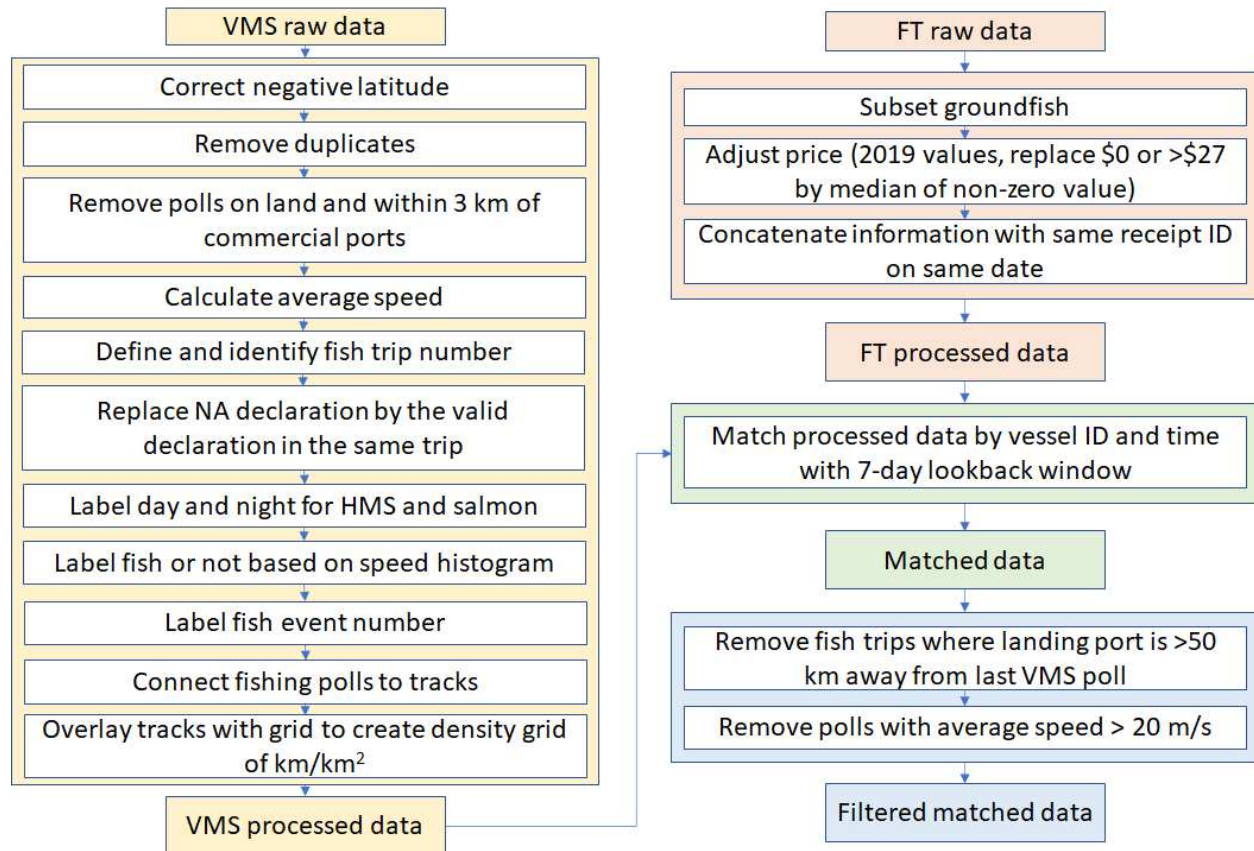 VMS raw data
Correct negative latitude
Remove duplicates
Remove polls on land and within 3 km of
commercial ports
Calculate average speed
Define and identify fish trip number
Replace NA declaration by the valid
declaration in the same trip
Label day and night for HMS and salmon
Label fish or not based on speed histogram
Label fish event number
Connect fishing polls to tracks
Overlay tracks with grid to create density grid
of km/km²
VMS processed data
FT raw data
Subset groundfish
Adjust price (2019 values, replace $0 or >$27
by median of non-zero value)
Concatenate information with same receipt ID
on same date
FT processed data
Match processed data by vessel ID and time
with 7-day lookback window
Matched data
Remove fish trips where landing port is >50
km away from last VMS poll
Remove polls with average speed > 20 m/s
Filtered matched data